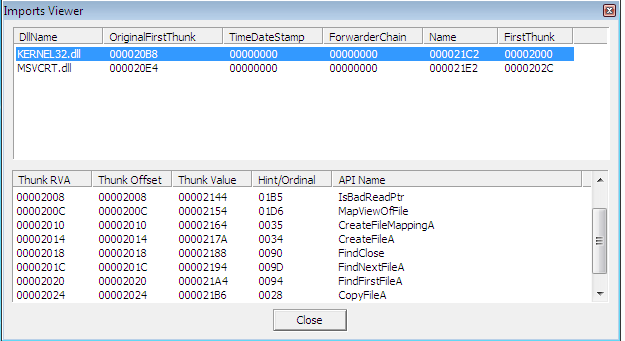 Imports Viewer
DllName OriginalFirstThunk TimeDateStamp ForwarderChain Name FirstThunk
KERNEL32.dll 000020B8 00000000 00000000 000021C2 00002000
MSVCRT.dll 000020E4 00000000 00000000 000021E2 0000202C
Thunk RVA Thunk Offset Thunk Value Hint/Ordinal API Name
00002008 00002008 00002144 01B5 IsBadReadPtr
0000200C 0000200C 00002154 01D6 MapViewOfFile
00002010 00002010 00002164 0035 CreateFileMappingA
00002014 00002014 0000217A 0034 CreateFileA
00002018 00002018 00002188 0090 FindClose
0000201C 0000201C 00002194 009D FindNextFileA
00002020 00002020 000021A4 0094 FindFirstFileA
00002024 00002024 000021B6 0028 CopyFileA
Close